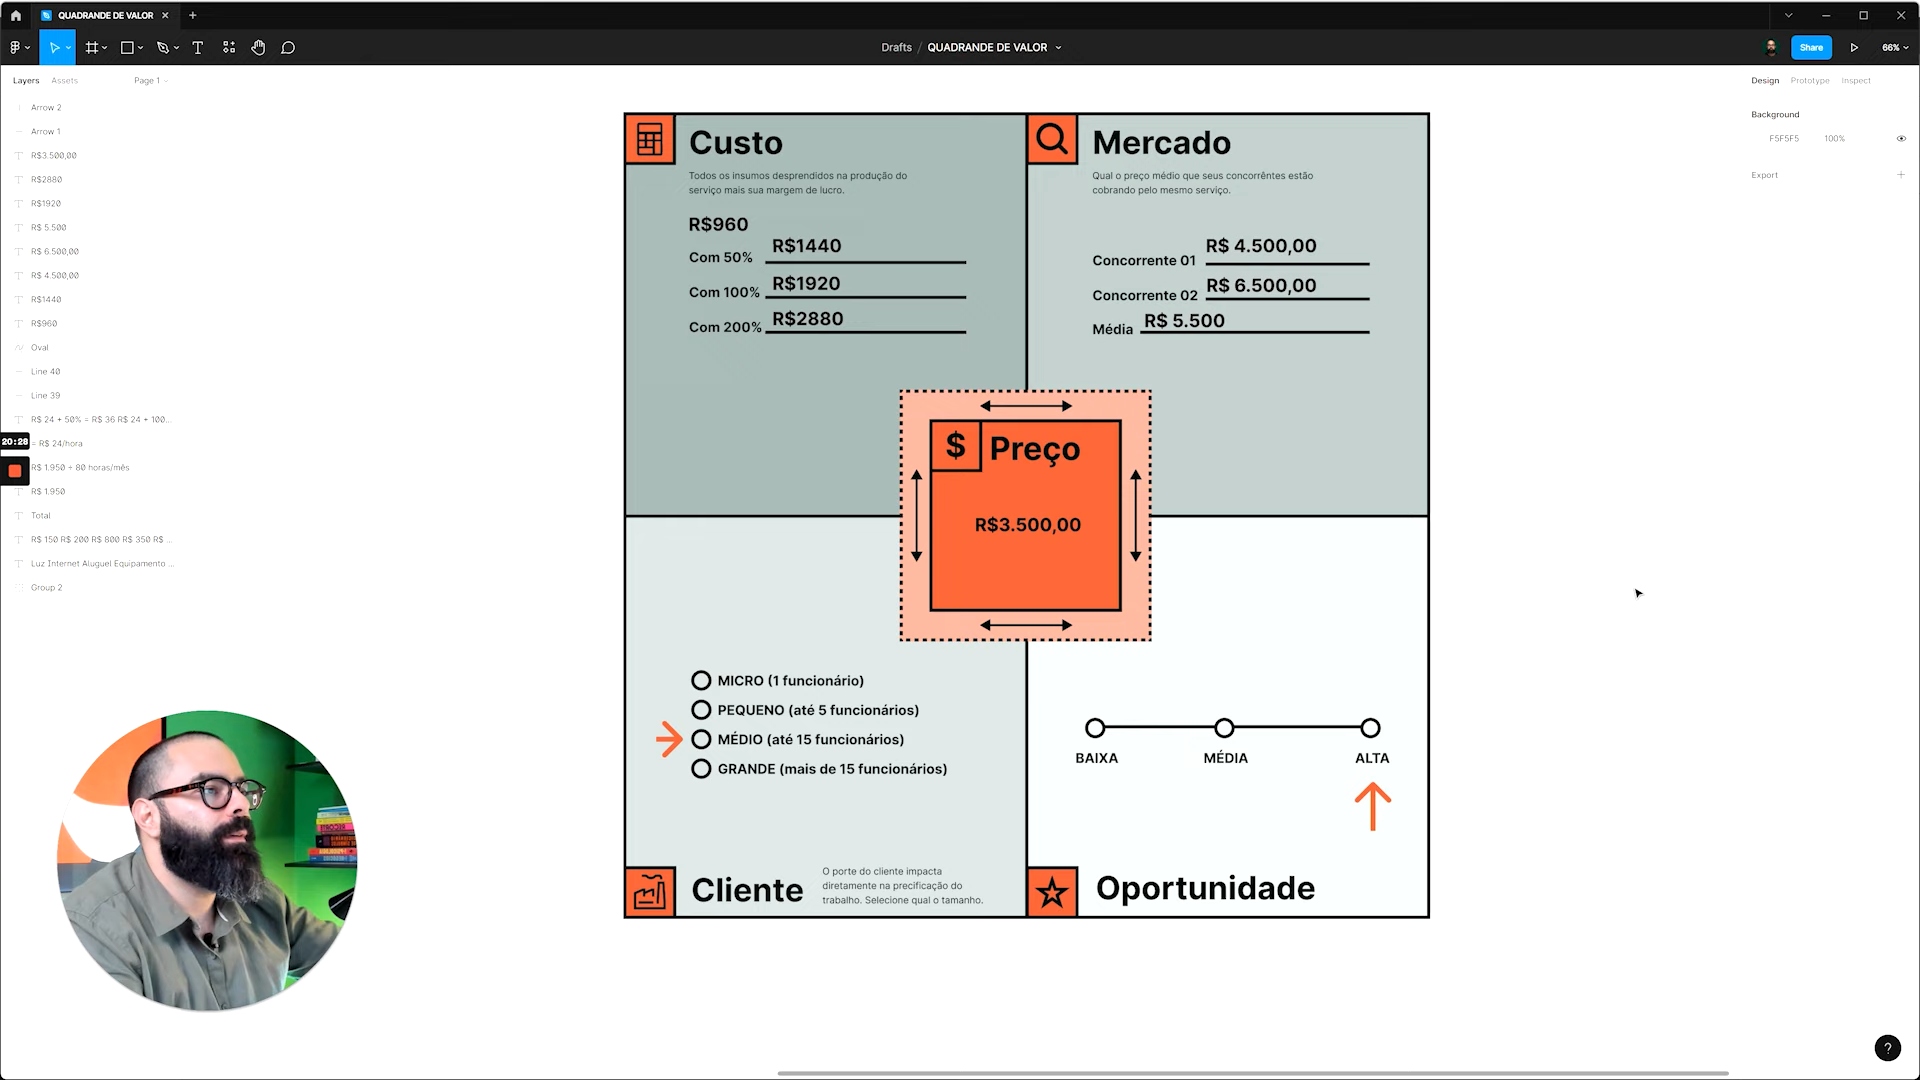 QUADRANDE DE VALOR
Drafts / QUADRANDE DE VALOR
Share
66%
Layers
Assets
Page 1
Design
Prototype
Inspect
Arrow 2
Arrow 1
R$3.500,00
R$2880
R$1920
R$ 5.500
R$ 6.500,00
R$ 4.500,00
R$1440
R$960
Oval
Line 40
Line 39
R$ 24 + 50% = R$ 36 R$ 24 + 100...
20:28
= R$ 24/hora
R$ 1.950 ÷ 80 horas/mês
R$ 1.950
Total
R$ 150 R$ 200 R$ 800 R$ 350 R$ ...
Luz Internet Aluguel Equipamento ...
Group 2
Background
F5F5F5
100%
Export
Custo
Todos os insumos desprendidos na produção do
serviço mais sua margem de lucro.
R$960
Com 50% R$1440
Com 100% R$1920
Com 200% R$2880
Mercado
Qual o preço médio que seus concorrêntes estão
cobrando pelo mesmo serviço.
Concorrente 01 R$ 4.500,00
Concorrente 02 R$ 6.500,00
Média R$ 5.500
$ Preço
R$3.500,00
MICRO (1 funcionário)
PEQUENO (até 5 funcionários)
MÉDIO (até 15 funcionários)
GRANDE (mais de 15 funcionários)
Cliente
O porte do cliente impacta
diretamente na precificação do
trabalho. Selecione qual o tamanho.
BAIXA
MÉDIA
ALTA
Oportunidade
?